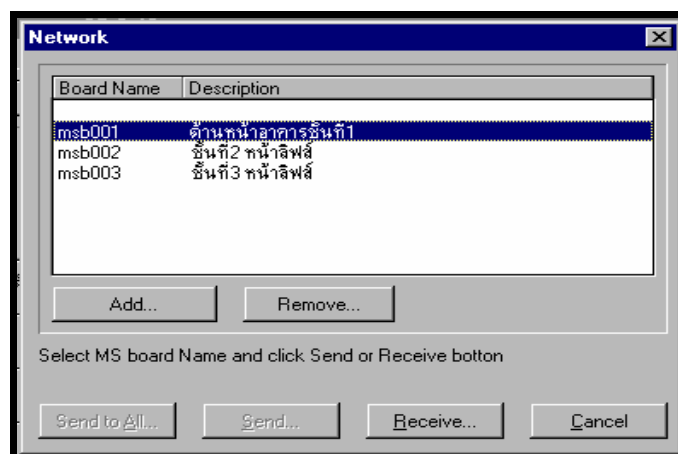 Network
Board Name Description
msb001 ด้านหน้าอาคารชั้นที่1
msb002 ชั้นที่2 หน้าลิฟส์
msb003 ชั้นที่3 หน้าลิฟส์
Add... Remove...
Select MS board Name and click Send or Receive botton
Send to All... Send... Receive... Cancel